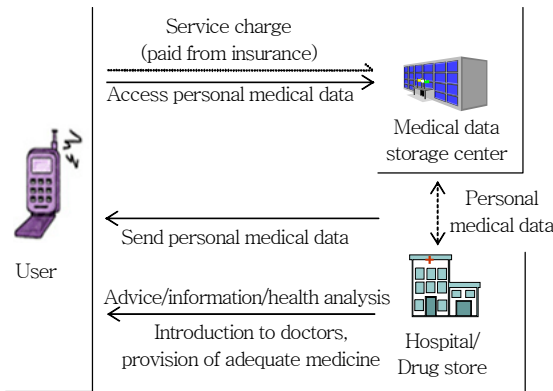 Service charge
(paid from insurance)
Access personal medical data
Medical data
storage center
Personal
medical data
Send personal medical data
User
Advice/information/health analysis
Introduction to doctors,
provision of adequate medicine
Hospital/
Drug store